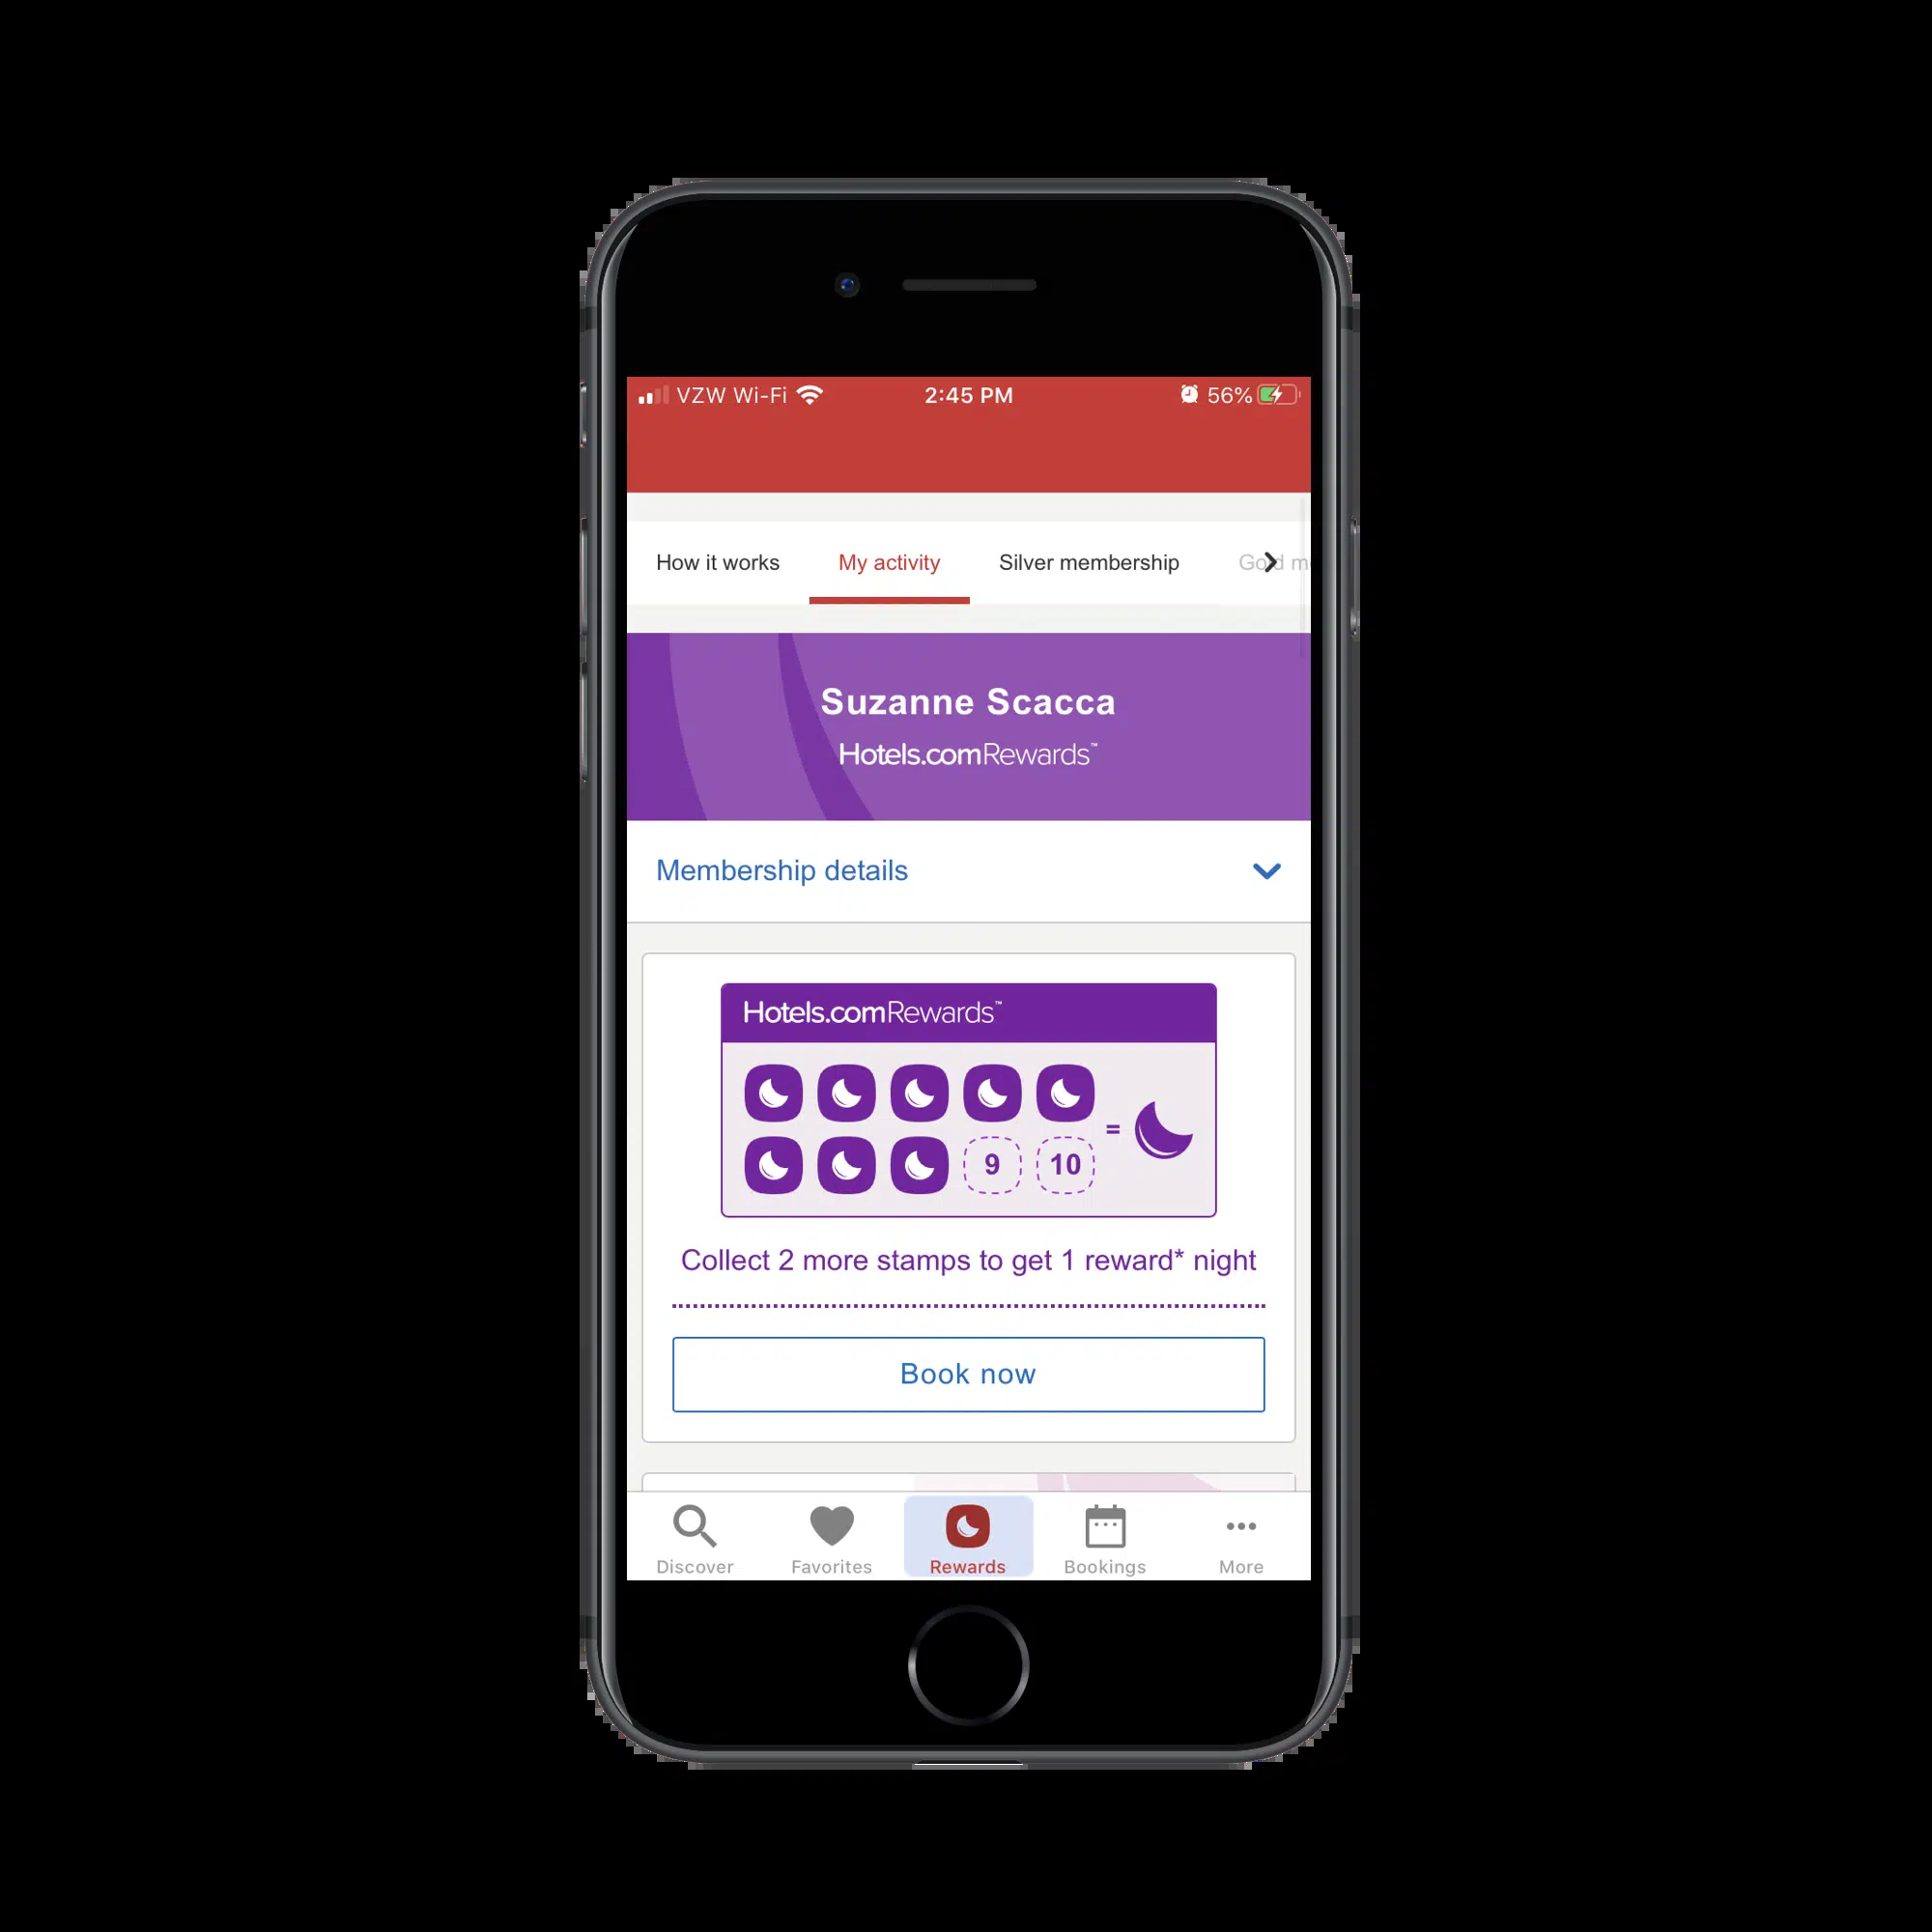 VZW Wi-Fi 2:45 PM 56%
How it works My activity Silver membership Gold m
Suzanne Scacca
Hotels.comRewards™
Membership details
Hotels.comRewards™
9 10 =
Collect 2 more stamps to get 1 reward* night
Book now
Discover Favorites Rewards Bookings More